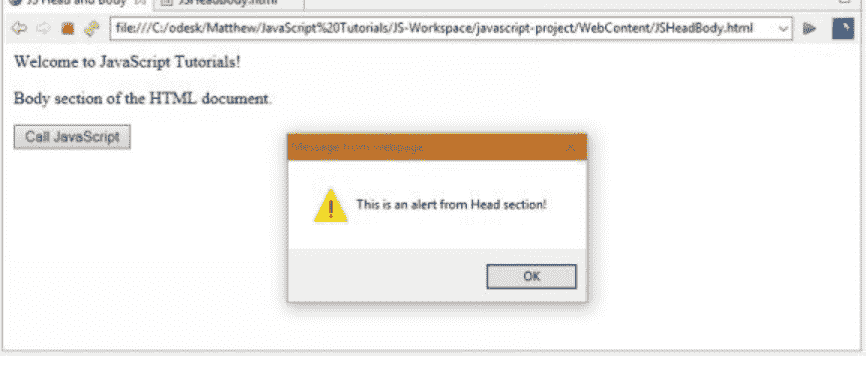 JS Head and Body JSHeadBody.html
file:///C:/odesk/Matthew/JavaScript%20Tutorials/JS-Workspace/javascript-project/WebContent/JSHeadBody.html
Welcome to JavaScript Tutorials!
Body section of the HTML document.
Call JavaScript
Message from webpage
This is an alert from Head section!
OK